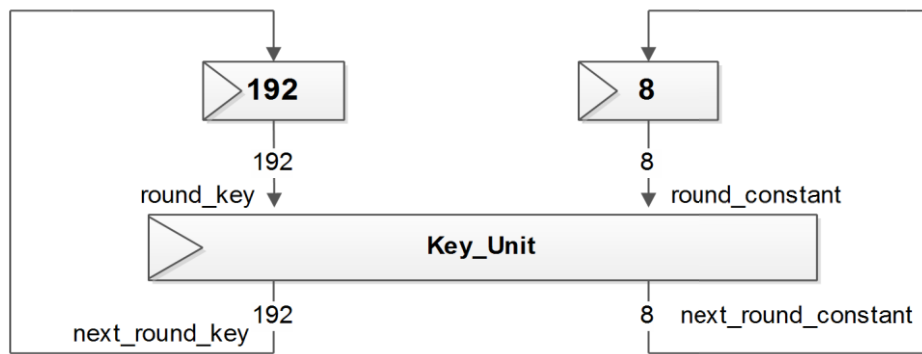 192
8
192
8
round_key
round_constant
Key_Unit
192
8
next_round_key
next_round_constant